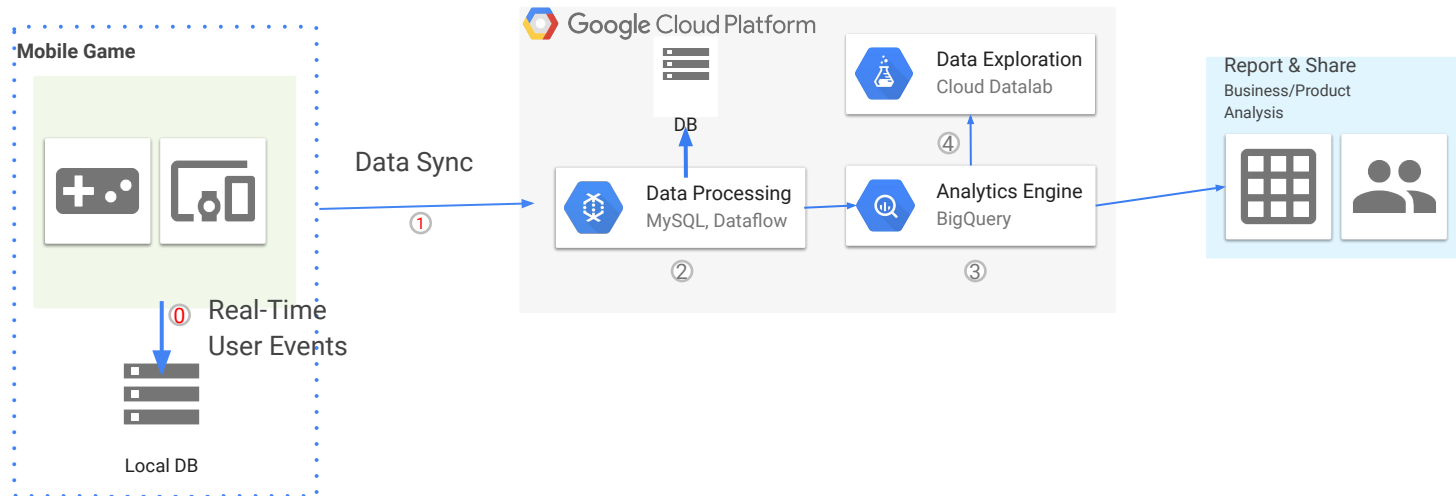 Mobile Game
0
Real-Time
User Events
Local DB
Data Sync
1
Google Cloud Platform
DB
Data Processing
MySQL, Dataflow
2
Data Exploration
Cloud Datalab
4
Analytics Engine
BigQuery
3
Report & Share
Business/Product
Analysis